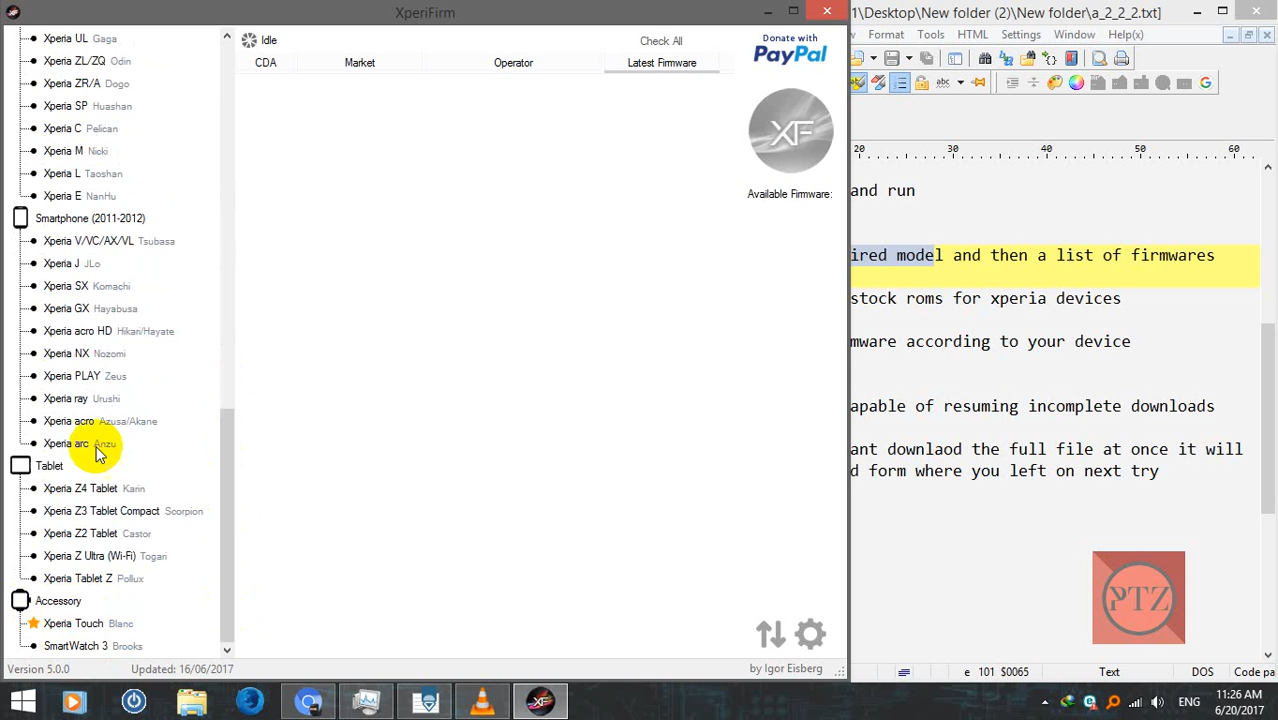 XperiFirm
1\Desktop\New folder (2)\New folder\a_2_2_2.txt]
Format Tools HTML Settings Window Help(x)
Idle
Check All
Donate with
PayPal
CDA Market Operator Latest Firmware
XF
Available Firmware:
Xperia UL Gaga
Xperia ZL/ZQ Odin
Xperia ZR/A Dogo
Xperia SP Huashan
Xperia C Pelican
Xperia M Nicki
Xperia L Taoshan
Xperia E NanHu
Smartphone (2011-2012)
Xperia V/VC/AX/VL Tsubasa
Xperia J JLo
Xperia SX Komachi
Xperia GX Hayabusa
Xperia acro HD Hikari/Hayate
Xperia NX Nozomi
Xperia PLAY Zeus
Xperia ray Urushi
Xperia acro Azusa/Akane
Xperia arc Anzu
Tablet
Xperia Z4 Tablet Karin
Xperia Z3 Tablet Compact Scorpion
Xperia Z2 Tablet Castor
Xperia Z Ultra (Wi-Fi) Togari
Xperia Tablet Z Pollux
Accessory
Xperia Touch Blanc
SmartWatch 3 Brooks
Version 5.0.0 Updated: 16/06/2017
by Igor Eisberg
20 30 40 50 60
and run
ired model and then a list of firmwares
stock roms for xperia devices
mware according to your device
apable of resuming incomplete downloads
ant downlaod the full file at once it will
d form where you left on next try
PTZ
e 101 $0065 Text DOS Code pa
ENG
11:26 AM
6/20/2017